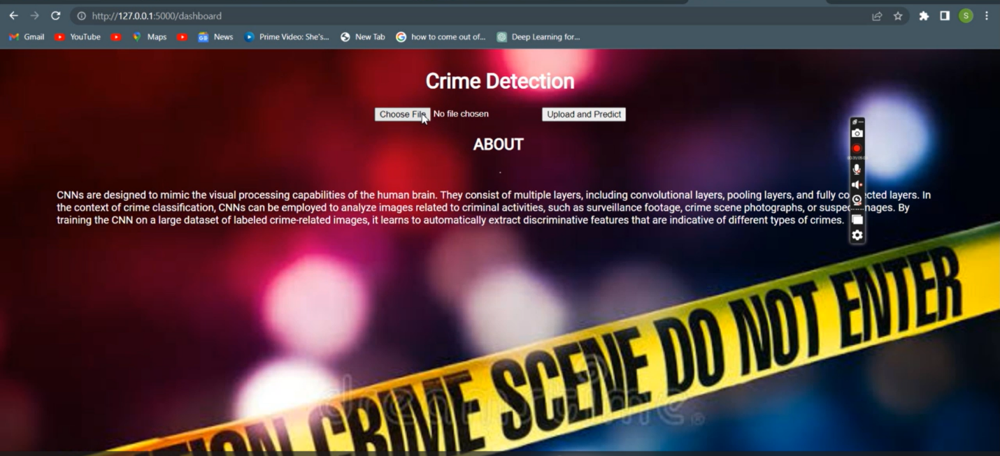 http://127.0.0.1:5000/dashboard
S
Gmail YouTube Maps News Prime Video: She's... New Tab how to come out of... Deep Learning for...
Crime Detection
Choose File No file chosen Upload and Predict
ABOUT
.
CNNs are designed to mimic the visual processing capabilities of the human brain. They consist of multiple layers, including convolutional layers, pooling layers, and fully co ected layers. In
the context of crime classification, CNNs can be employed to analyze images related to criminal activities, such as surveillance footage, crime scene photographs, or suspec mages. By
training the CNN on a large dataset of labeled crime-related images, it learns to automatically extract discriminative features that are indicative of different types of crimes.
TION CRIME SCENE DO NOT ENTER
dreamstime